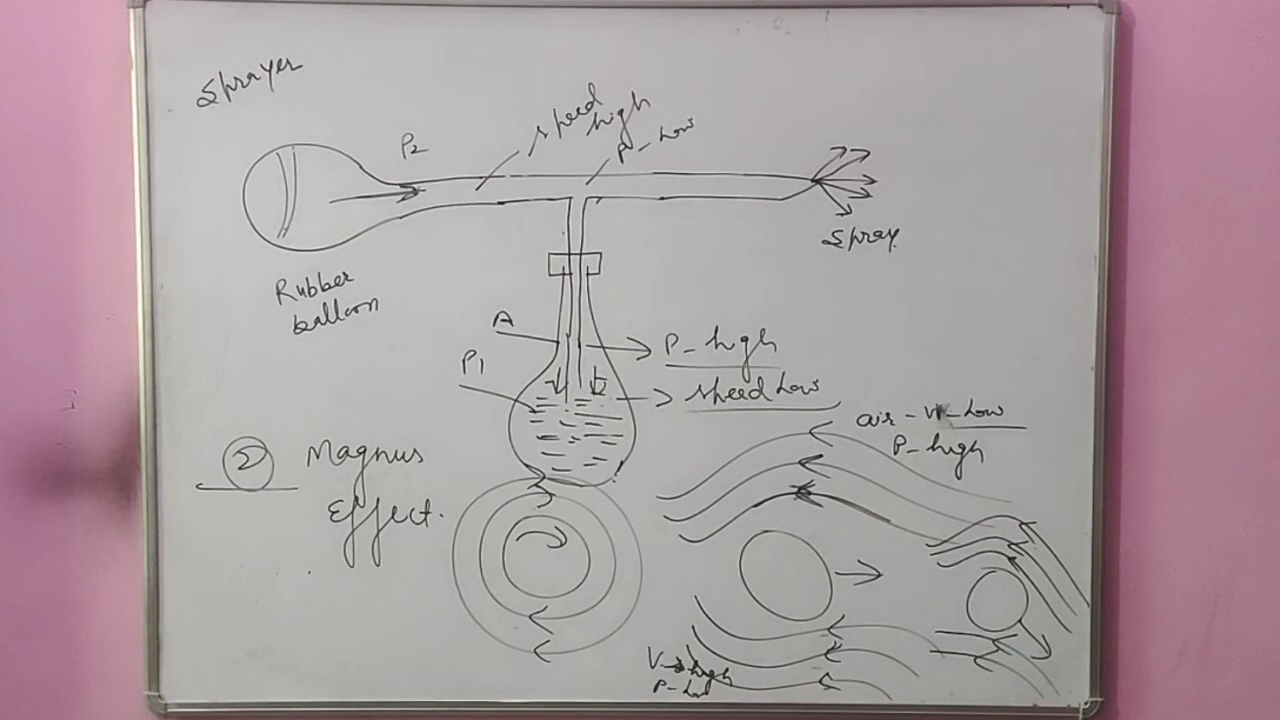 Sprayer
P2
speed
high
P-Low
Spray
Rubber
balloon
A
P-high
P1
speed Low
air - V-Low
P-high
2
Magnus
Effect.
V-high
P-Low